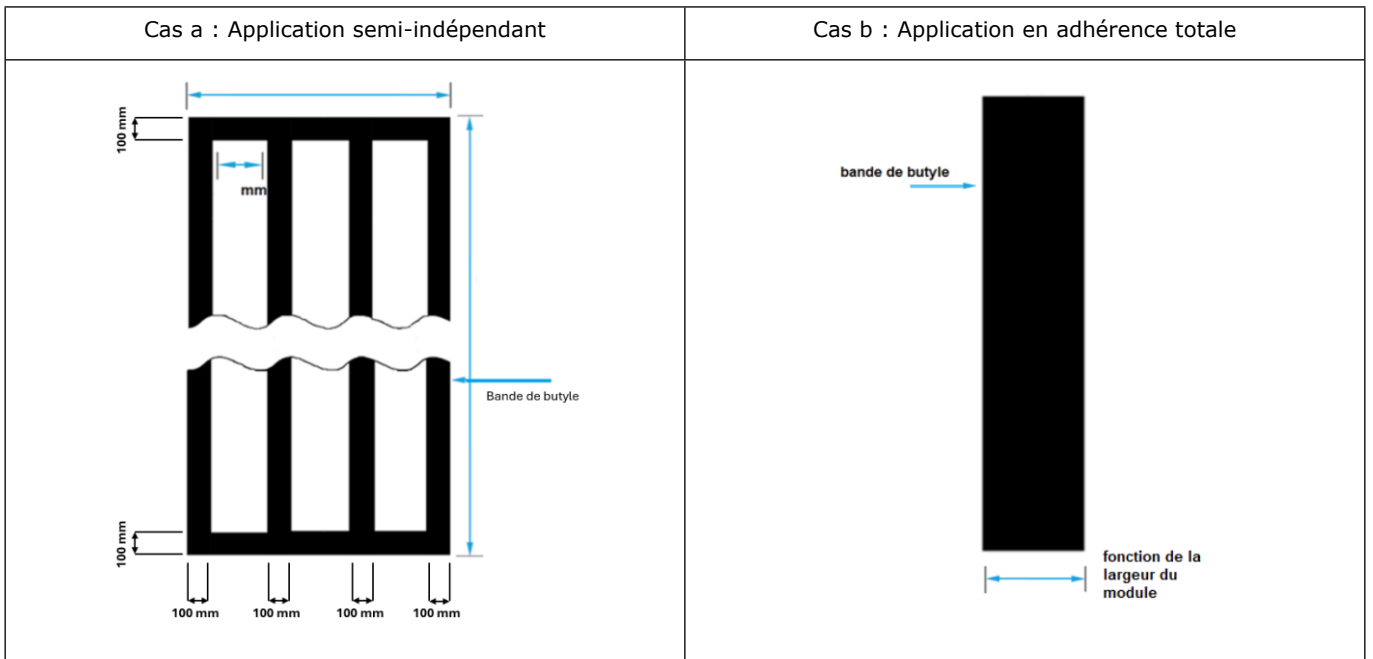 Cas a : Application semi-indépendant
Cas b : Application en adhérence totale
100 mm
mm
Bande de butyle
100 mm
100 mm
100 mm
100 mm
100 mm
bande de butyle
fonction de la
largeur du
module